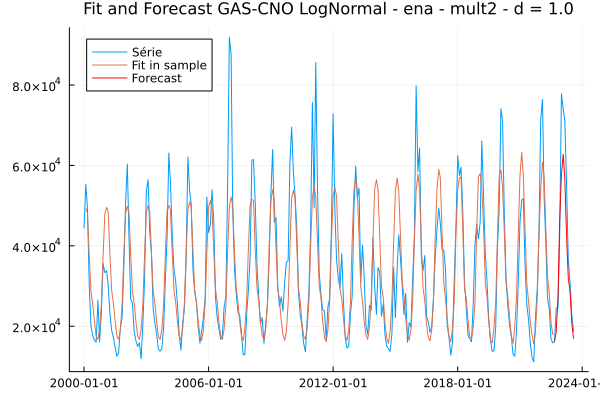 Fit and Forecast GAS-CNO LogNormal - ena - mult2 - d = 1.0
Série
Fit in sample
Forecast
8.0×10⁴
6.0×10⁴
4.0×10⁴
2.0×10⁴
2000-01-01 2006-01-01 2012-01-01 2018-01-01 2024-01-